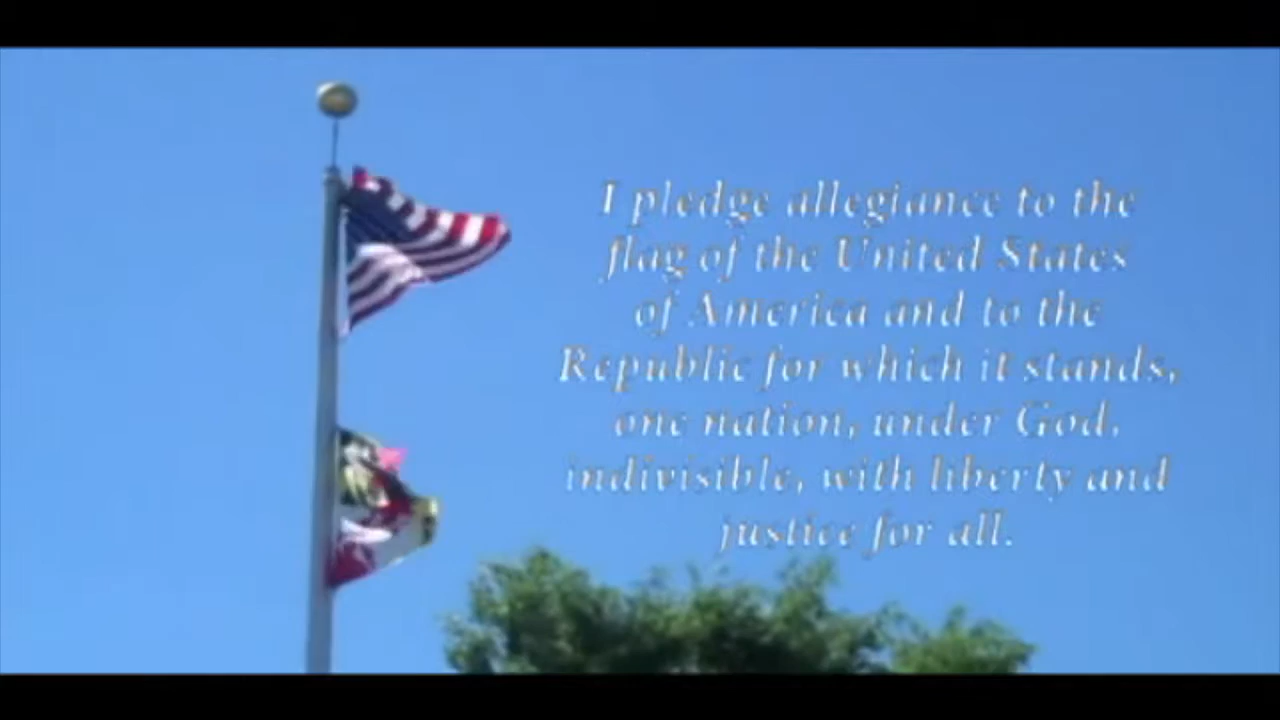 I pledge allegiance to the
flag of the United States
of America and to the
Republic for which it stands,
one nation, under God,
indivisible, with liberty and
justice for all.